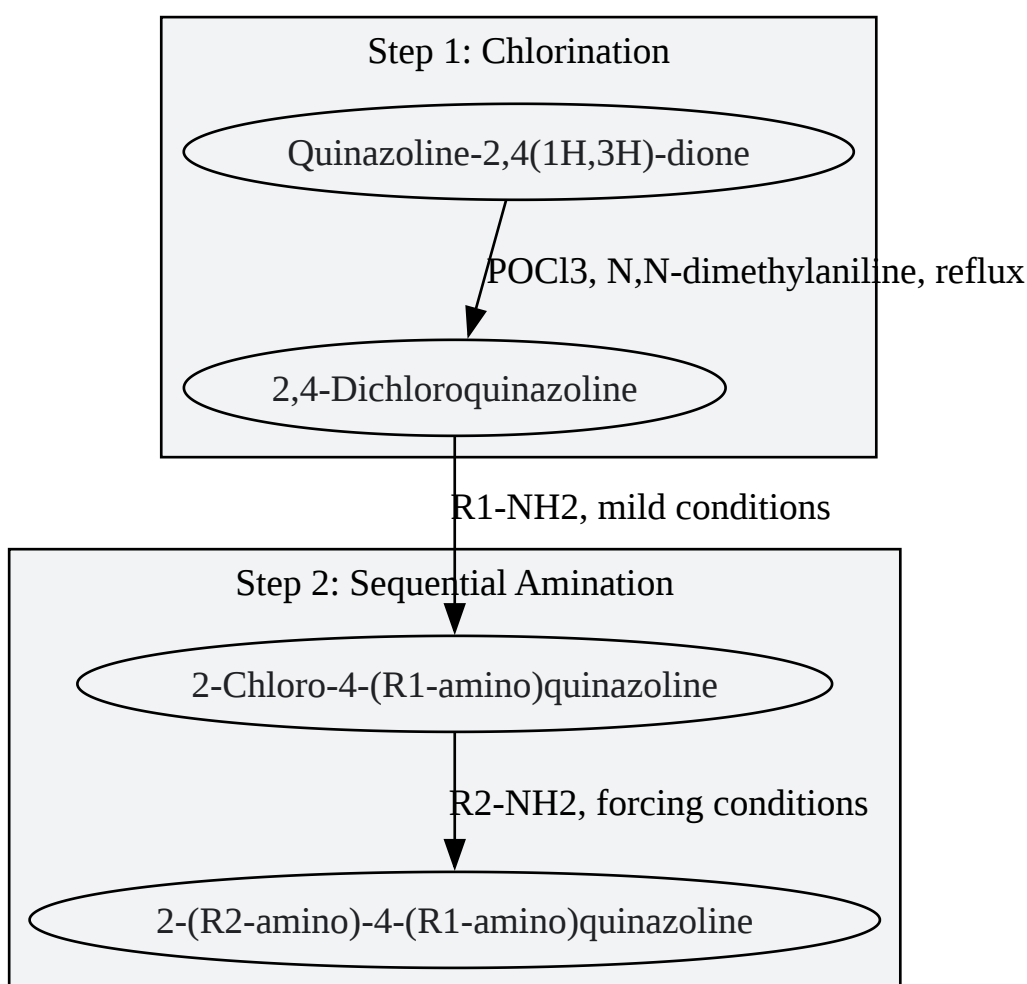 Step 1: Chlorination
Quinazoline-2,4(1H,3H)-dione
POCl3, N,N-dimethylaniline, reflux
2,4-Dichloroquinazoline
R1-NH2, mild conditions
Step 2: Sequential Amination
2-Chloro-4-(R1-amino)quinazoline
R2-NH2, forcing conditions
2-(R2-amino)-4-(R1-amino)quinazoline